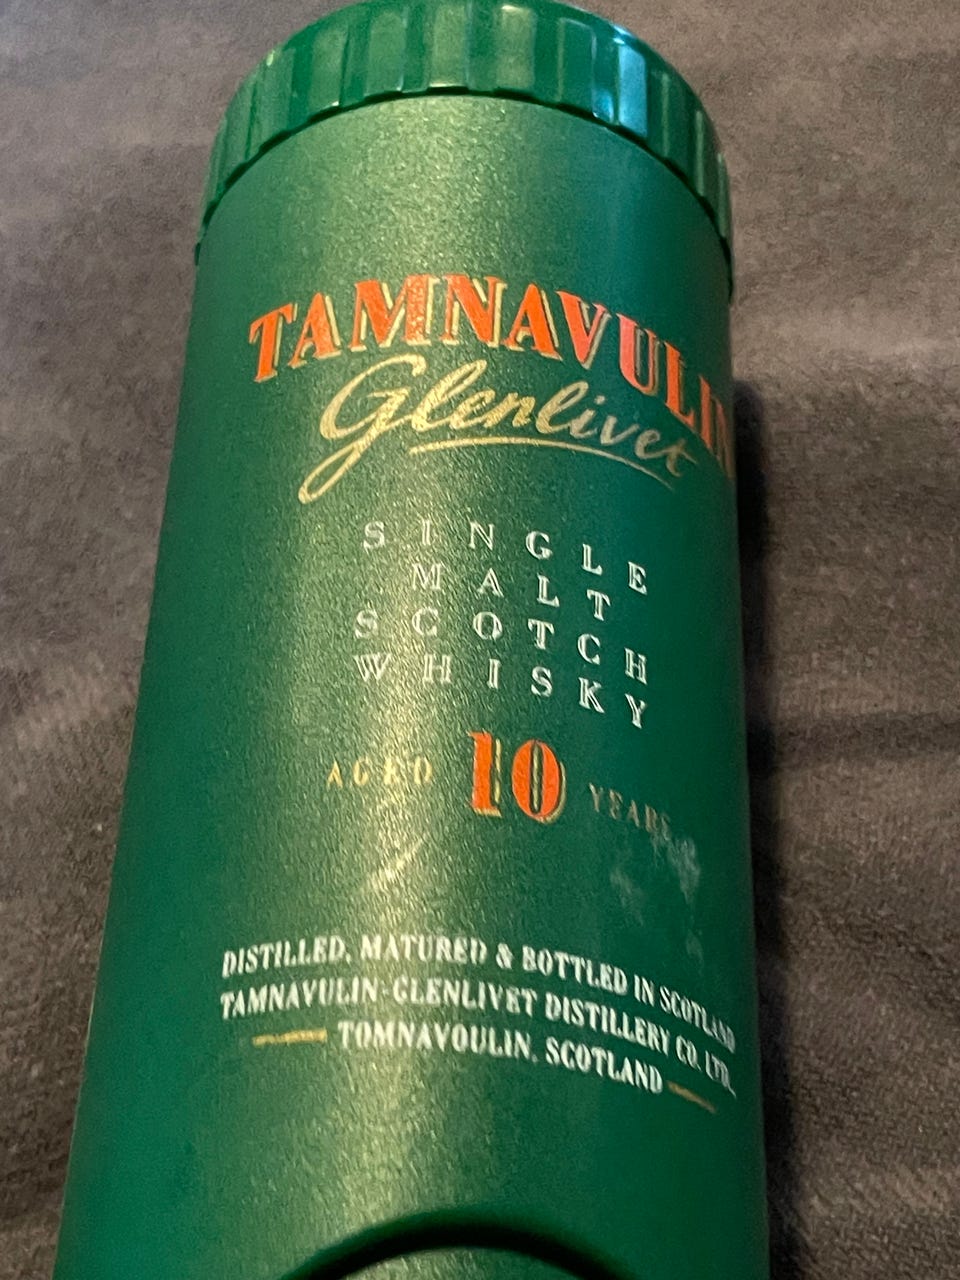 TAMNAVULIN
Glenlivet
SINGLE
MALT
SCOTCH
WHISKY
AGED 10 YEARS
DISTILLED, MATURED & BOTTLED IN SCOTLAND
TAMNAVULIN-GLENLIVET DISTILLERY CO. LTD.,
TOMNAVOULIN, SCOTLAND